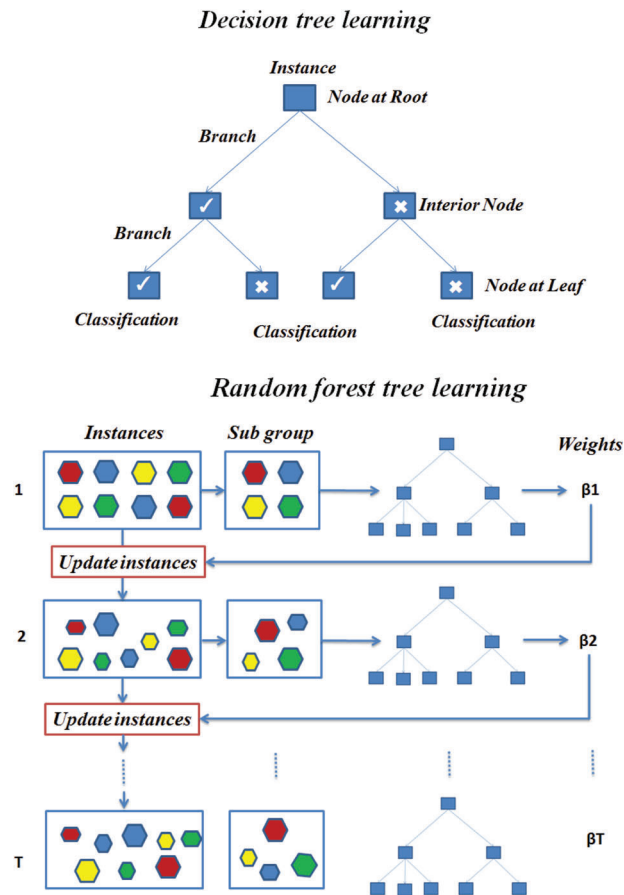 Decision tree learning
Instance
Node at Root
Branch
Interior Node
Branch
Node at Leaf
Classification
Classification
Classification
Random forest tree learning
Instances
Sub group
Weights
1
β1
Update instances
2
β2
Update instances
T
βT